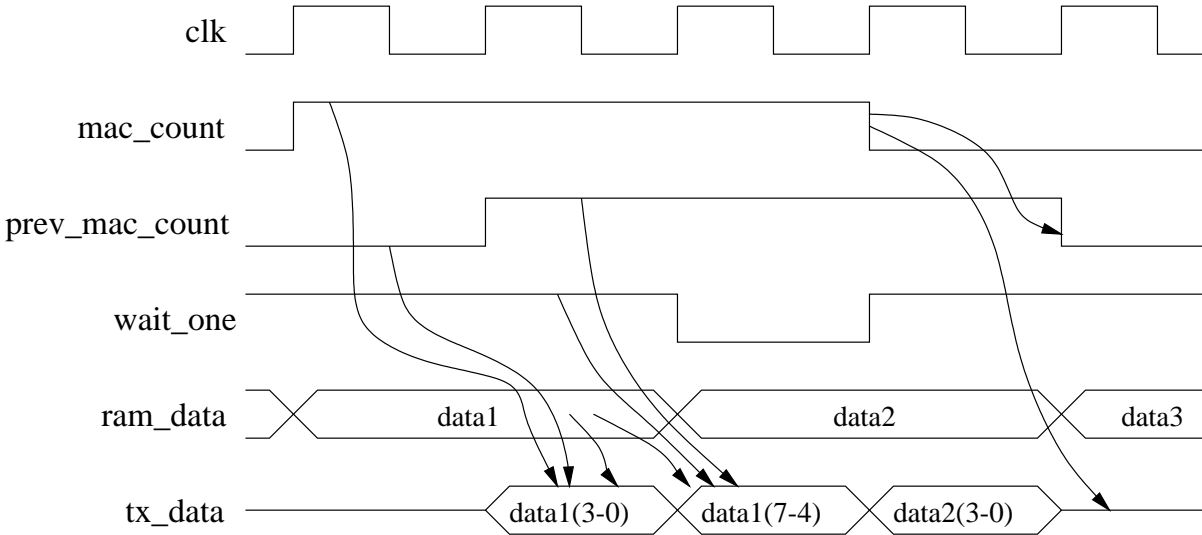 clk
mac_count
prev_mac_count
wait_one
ram_data data1 data2 data3
tx_data data1(3-0) data1(7-4) data2(3-0)